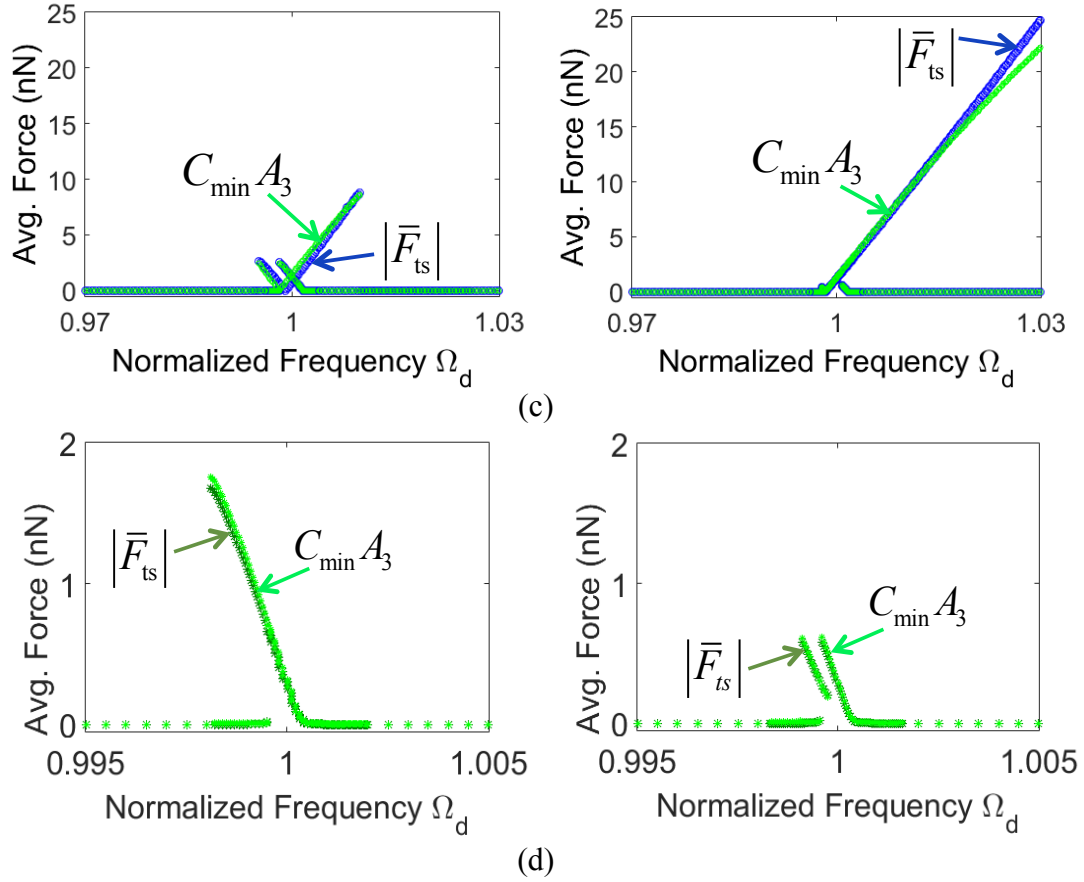 25
20
15
10
5
0
Avg. Force (nN)
C_min A_3
|F̅_ts|
0.97
1
1.03
Normalized Frequency Ω_d
25
20
15
10
5
0
Avg. Force (nN)
|F̅_ts|
C_min A_3
0.97
1
1.03
Normalized Frequency Ω_d
(c)
2
1
0
Avg. Force (nN)
|F̅_ts|
C_min A_3
0.995
1
1.005
Normalized Frequency Ω_d
2
1
0
Avg. Force (nN)
C_min A_3
|F̅_ts|
0.995
1
1.005
Normalized Frequency Ω_d
(d)